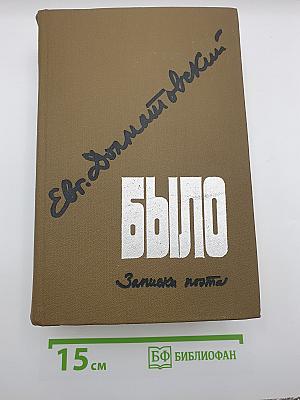 Евг. Долматовский
БЫЛО
Записки поэта
15 см
БФ БИБЛИОФАН